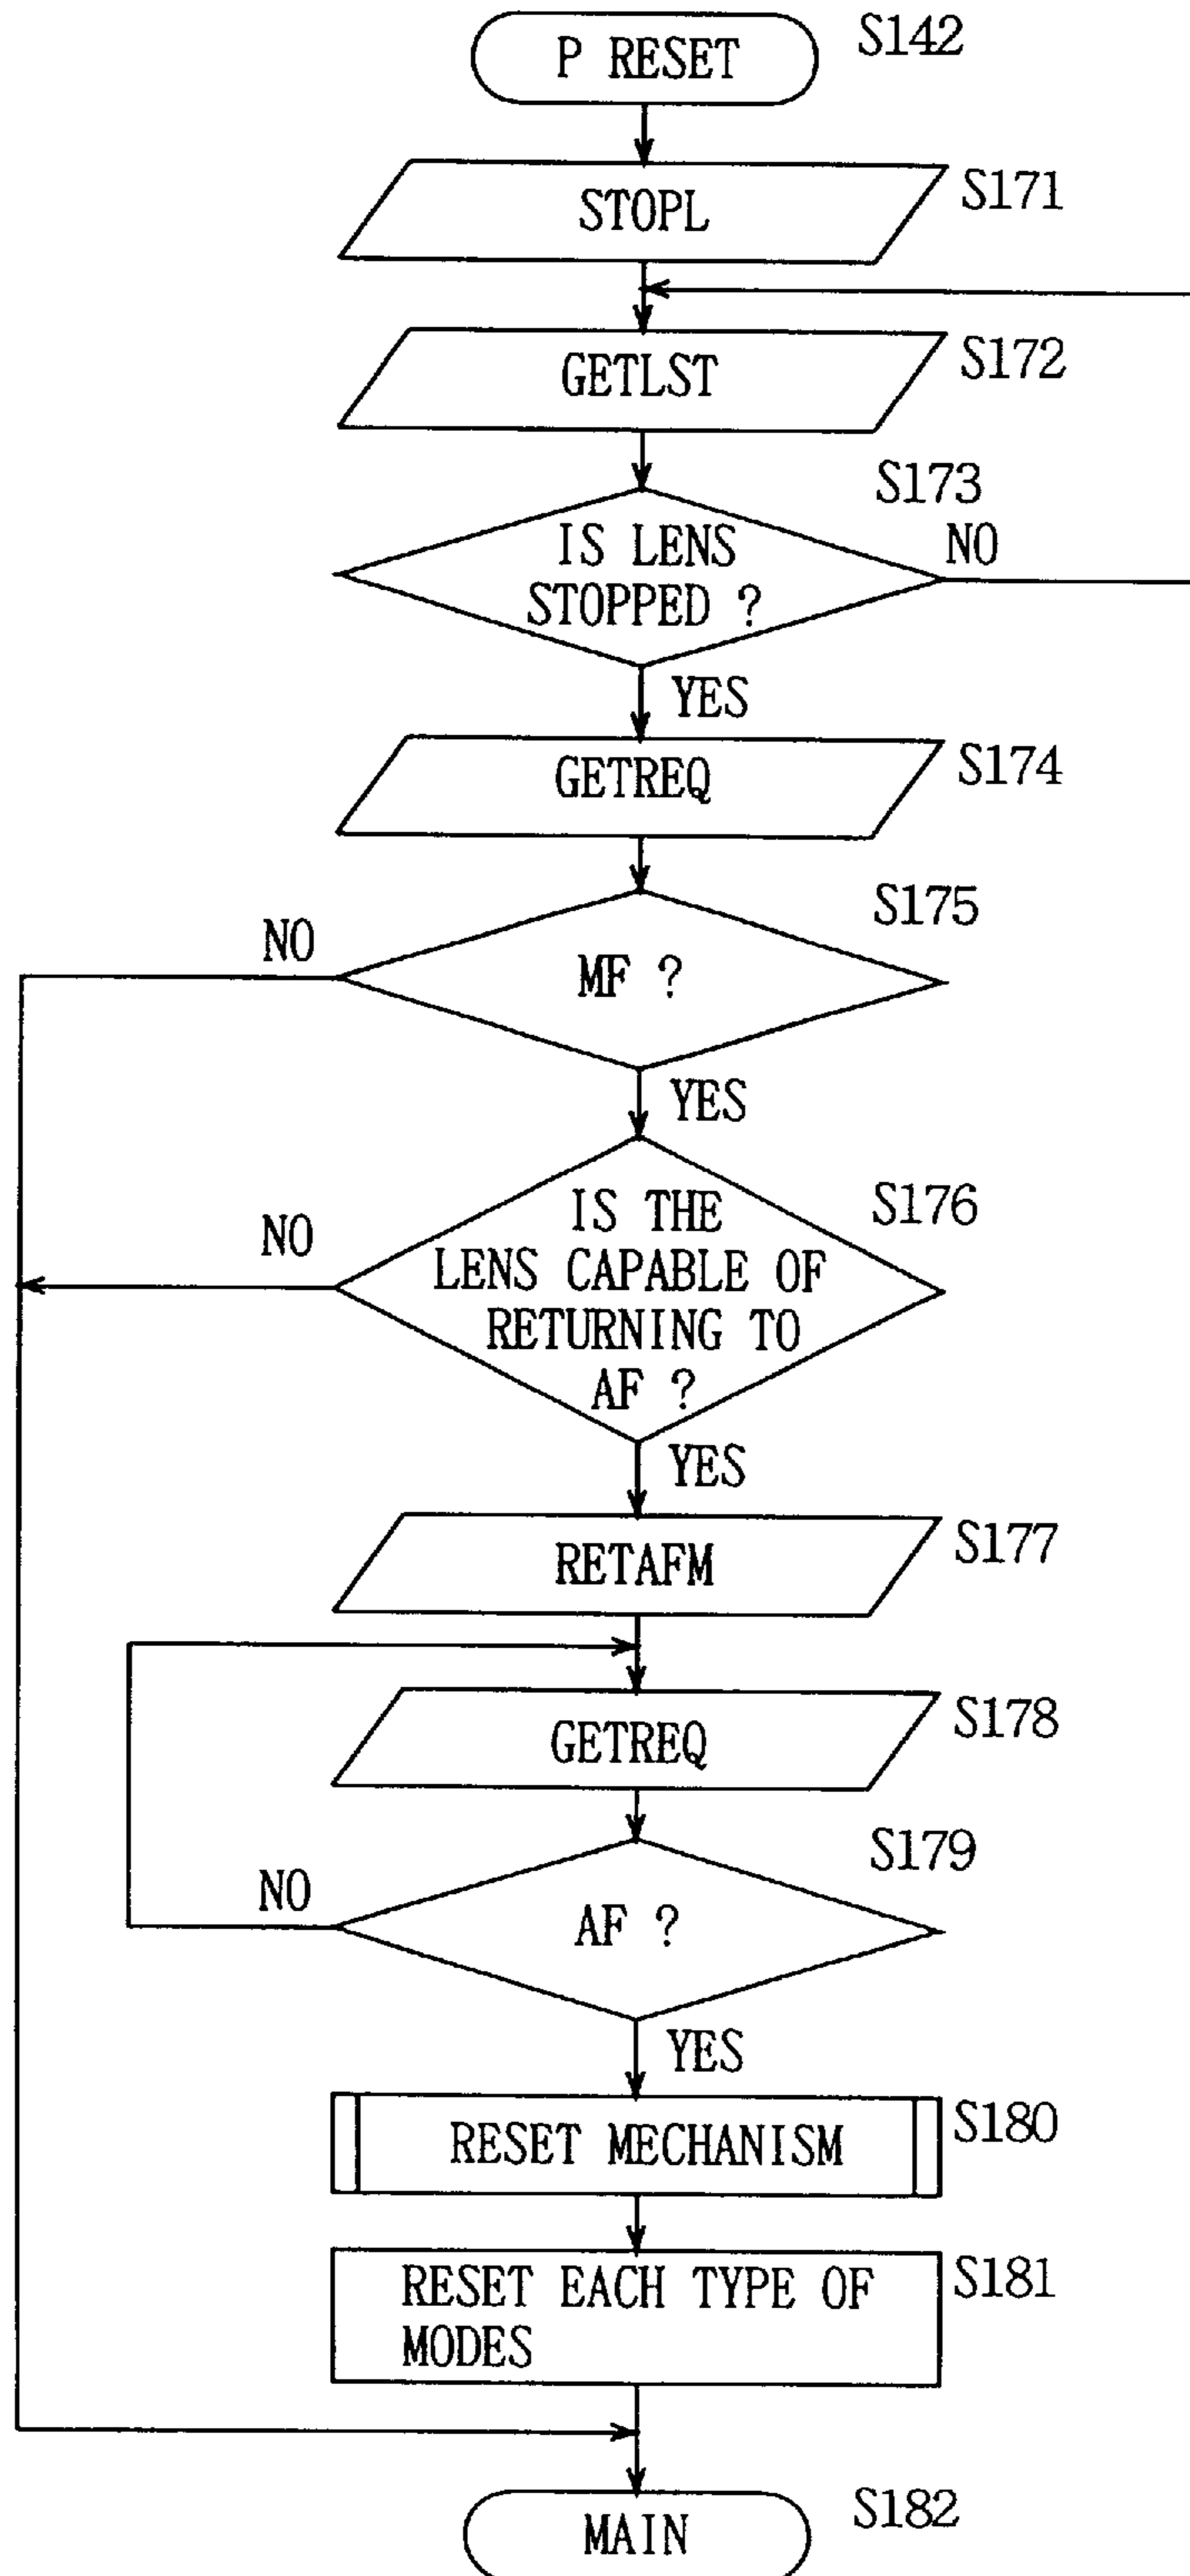 P RESET
S142
STOPL
S171
GETLST
S172
S173
IS LENS
STOPPED ?
NO
YES
GETREQ
S174
S175
NO
MF ?
YES
S176
NO
IS THE
LENS CAPABLE OF
RETURNING TO
AF ?
YES
RETAFM
S177
GETREQ
S178
S179
NO
AF ?
YES
RESET MECHANISM
S180
RESET EACH TYPE OF
MODES
S181
MAIN
S182